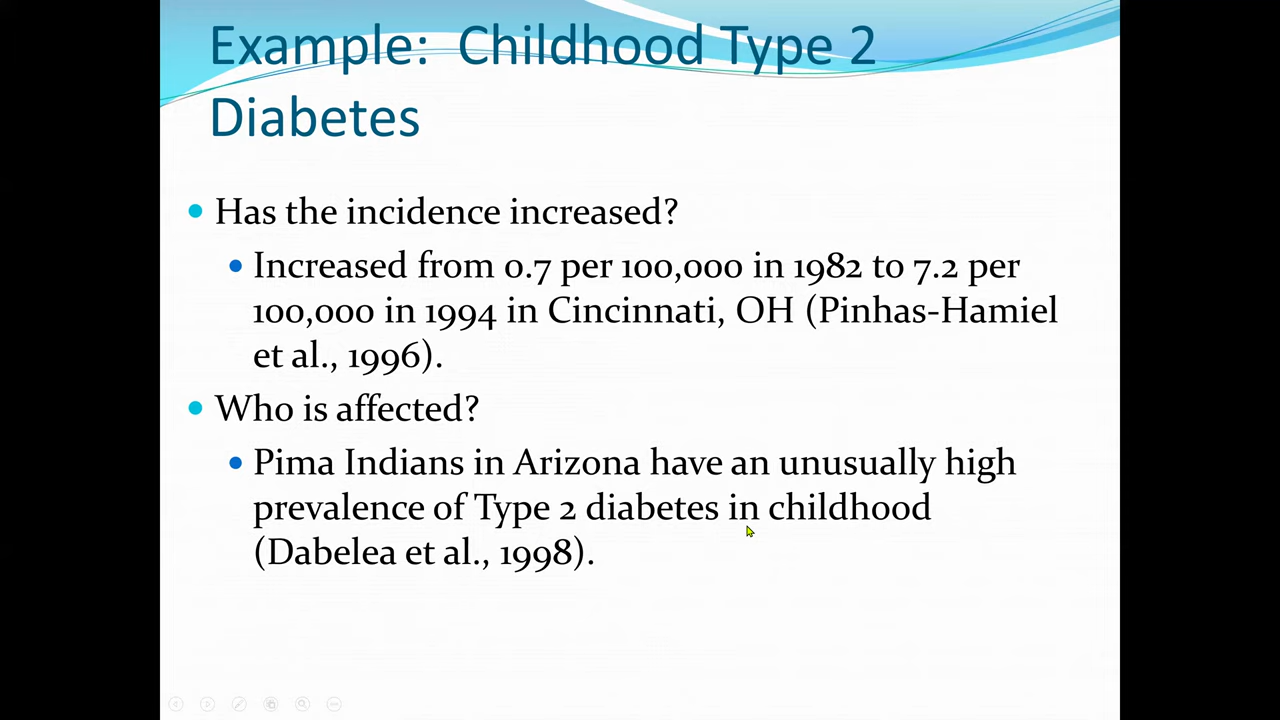 Example: Childhood Type 2
Diabetes
Has the incidence increased?
Increased from 0.7 per 100,000 in 1982 to 7.2 per
100,000 in 1994 in Cincinnati, OH (Pinhas-Hamiel
et al., 1996).
Who is affected?
Pima Indians in Arizona have an unusually high
prevalence of Type 2 diabetes in childhood
(Dabelea et al., 1998).